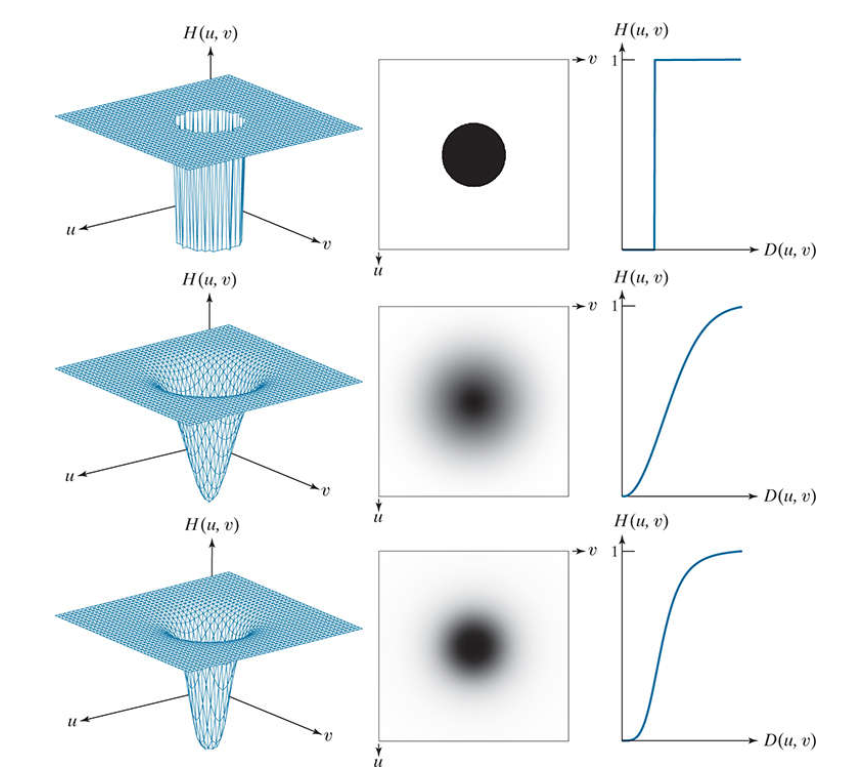 H(u, v)
u
v
v
u
H(u, v)
1
D(u, v)
H(u, v)
u
v
v
u
H(u, v)
1
D(u, v)
H(u, v)
u
v
v
u
H(u, v)
1
D(u, v)